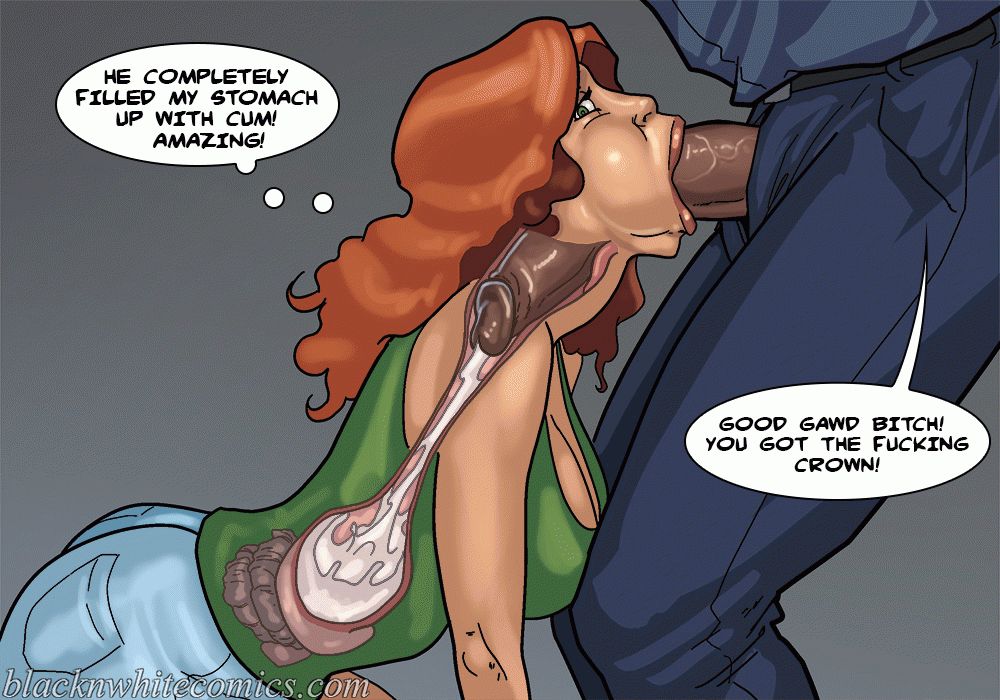 HE COMPLETELY
FILLED MY STOMACH
UP WITH CUM!
AMAZING!
GOOD GAWD BITCH!
YOU GOT THE FUCKING
CROWN!
blacknwhitecomics.com